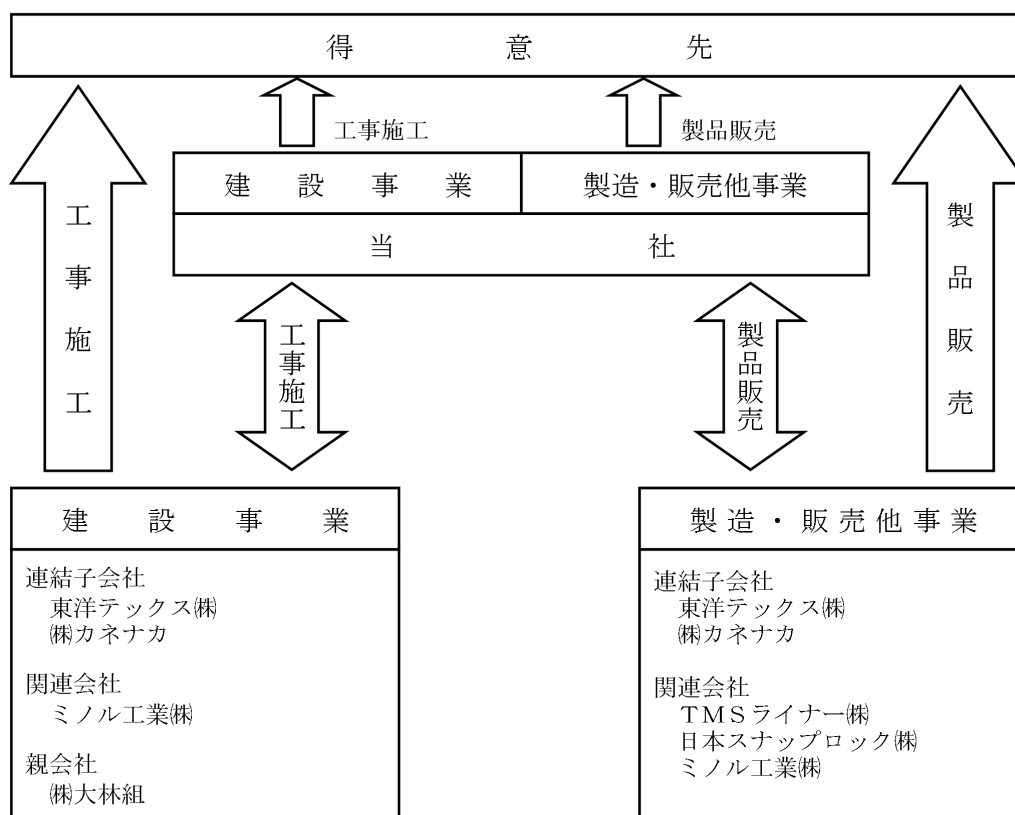 得意先
工事施工
製品販売
建設事業
製造・販売他事業
当社
工事施工
工事施工
製品販売
製品販売
建設事業
連結子会社
東洋テックス㈱
㈱カネナカ
関連会社
ミノル工業㈱
親会社
㈱大林組
製造・販売他事業
連結子会社
東洋テックス㈱
㈱カネナカ
関連会社
ＴＭＳライナー㈱
日本スナップロック㈱
ミノル工業㈱